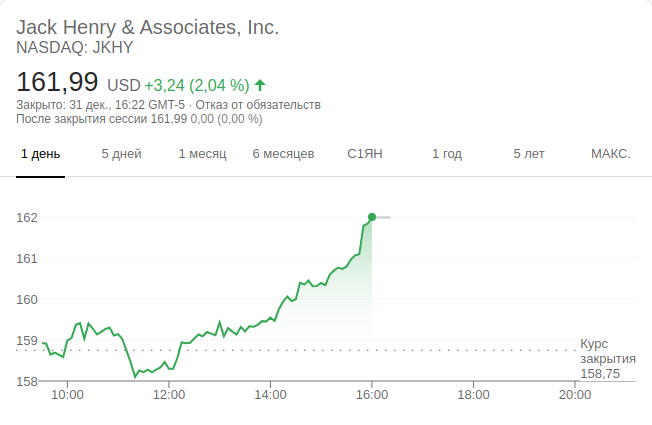 Jack Henry & Associates, Inc.
NASDAQ: JKHY
161,99 USD +3,24 (2,04 %)
Закрыто: 31 дек., 16:22 GMT-5 · Отказ от обязательств
После закрытия сессии 161,99 0,00 (0,00 %)
1 день 5 дней 1 месяц 6 месяцев С1ЯН 1 год 5 лет МАКС.
162
161
160
159
158
Курс
закрытия
158,75
10:00 12:00 14:00 16:00 18:00 20:00